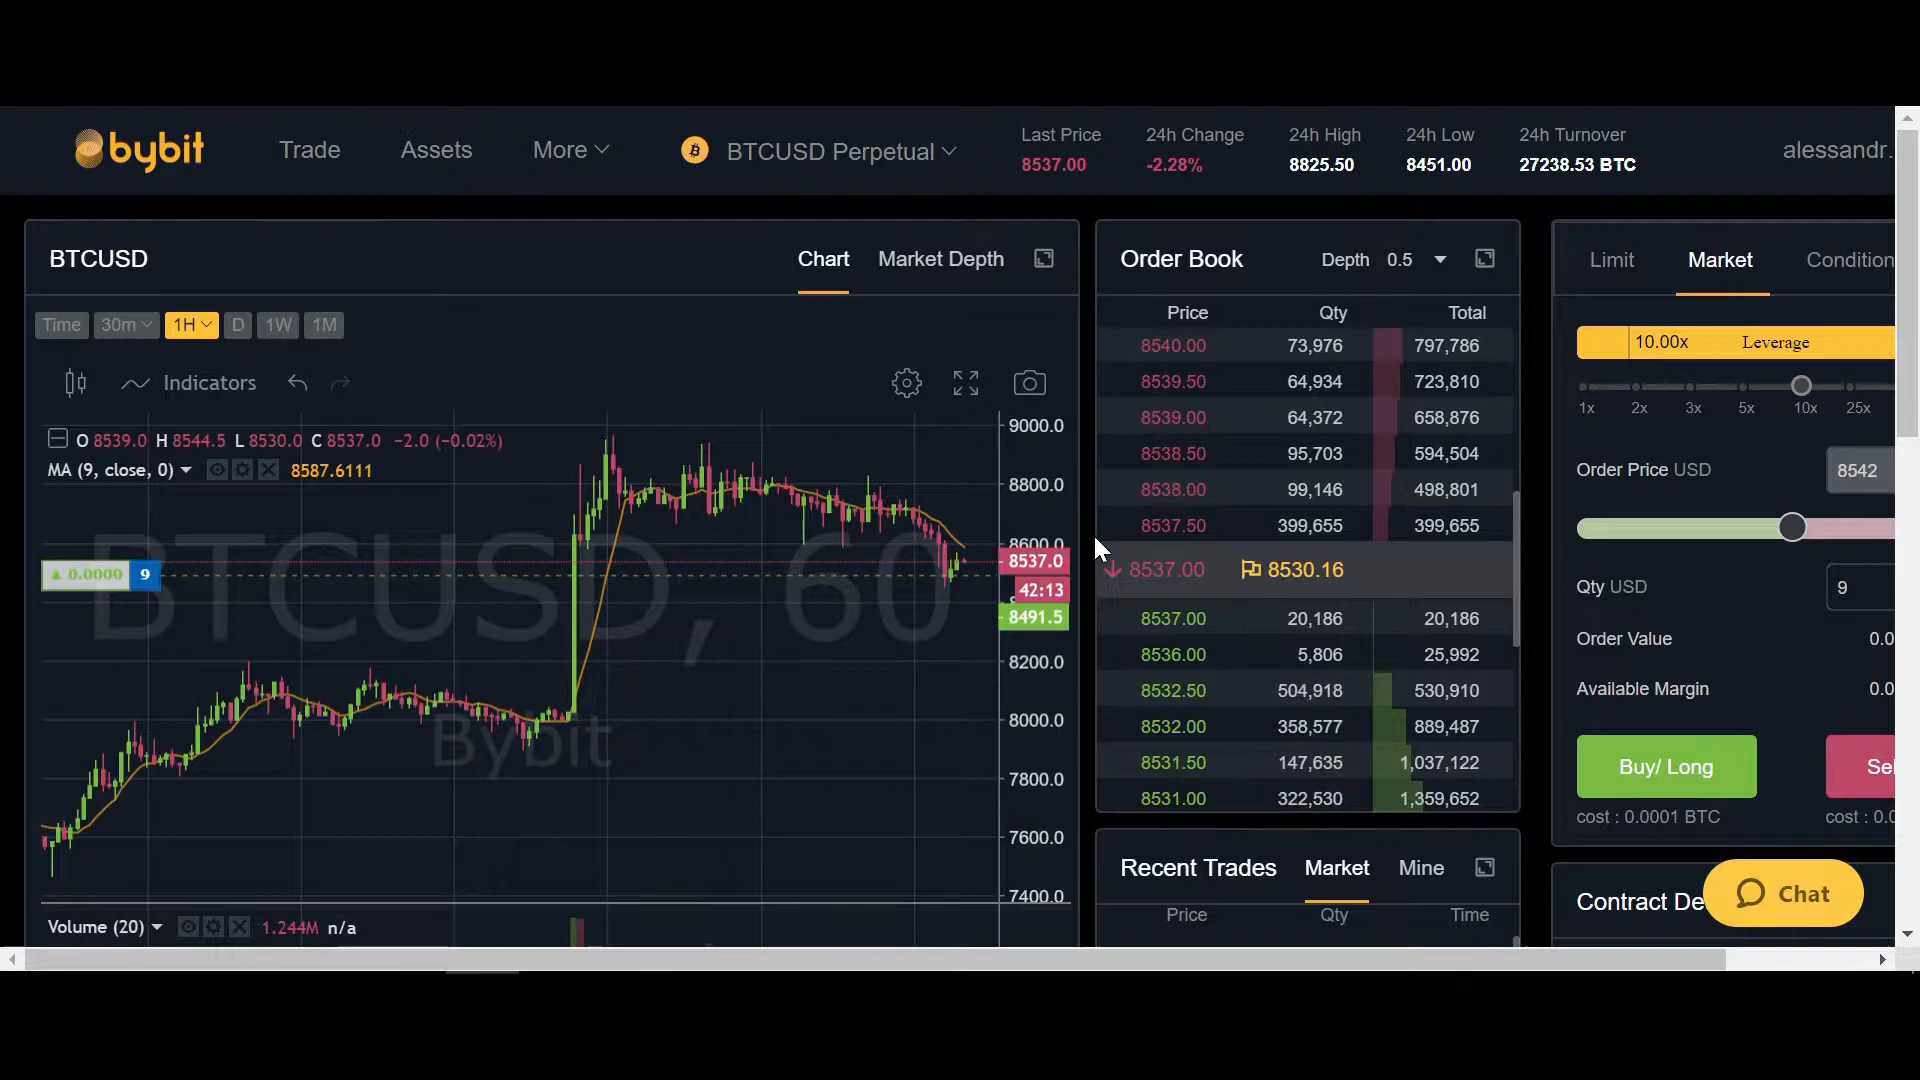 bybit Trade Assets More BTCUSD Perpetual
Last Price 24h Change 24h High 24h Low 24h Turnover
8537.00 -2.28% 8825.50 8451.00 27238.53 BTC
alessandr...
BTCUSD Chart Market Depth
Time 30m 1H D 1W 1M
Indicators
O 8539.0 H 8544.5 L 8530.0 C 8537.0 -2.0 (-0.02%)
MA (9, close, 0) 8587.6111
9000.0
8800.0
8600.0
8537.0
42:13
8491.5
8200.0
8000.0
7800.0
7600.0
7400.0
▲ 0.0000 9
BTCUSD, 60
Bybit
Volume (20) 1.244M n/a
Order Book Depth 0.5
Price Qty Total
8540.00 73,976 797,786
8539.50 64,934 723,810
8539.00 64,372 658,876
8538.50 95,703 594,504
8538.00 99,146 498,801
8537.50 399,655 399,655
8537.00 8530.16
8537.00 20,186 20,186
8536.00 5,806 25,992
8532.50 504,918 530,910
8532.00 358,577 889,487
8531.50 147,635 1,037,122
8531.00 322,530 1,359,652
Recent Trades Market Mine
Price Qty Time
Limit Market Condition
10.00x Leverage
1x 2x 3x 5x 10x 25x
Order Price USD 8542
Qty USD 9
Order Value 0.0
Available Margin 0.0
Buy/ Long Sel
cost : 0.0001 BTC cost : 0.0
Contract De
Chat